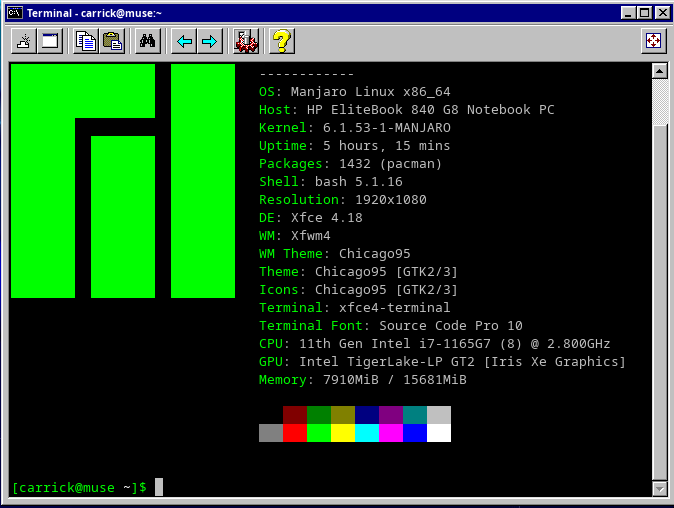 Terminal - carrick@muse:~
------------
OS: Manjaro Linux x86_64
Host: HP EliteBook 840 G8 Notebook PC
Kernel: 6.1.53-1-MANJARO
Uptime: 5 hours, 15 mins
Packages: 1432 (pacman)
Shell: bash 5.1.16
Resolution: 1920x1080
DE: Xfce 4.18
WM: Xfwm4
WM Theme: Chicago95
Theme: Chicago95 [GTK2/3]
Icons: Chicago95 [GTK2/3]
Terminal: xfce4-terminal
Terminal Font: Source Code Pro 10
CPU: 11th Gen Intel i7-1165G7 (8) @ 2.800GHz
GPU: Intel TigerLake-LP GT2 [Iris Xe Graphics]
Memory: 7910MiB / 15681MiB
[carrick@muse ~]$